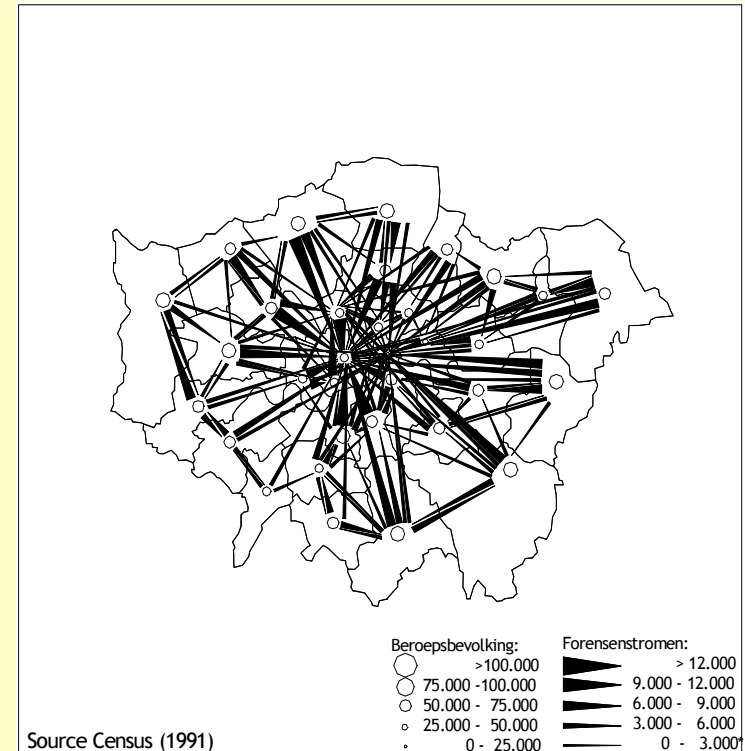 Beroepsbevolking:
>100.000
75.000 -100.000
50.000 - 75.000
25.000 - 50.000
0 - 25.000
Forensenstromen:
> 12.000
9.000 - 12.000
6.000 - 9.000
3.000 - 6.000
0 - 3.000*
Source Census (1991)